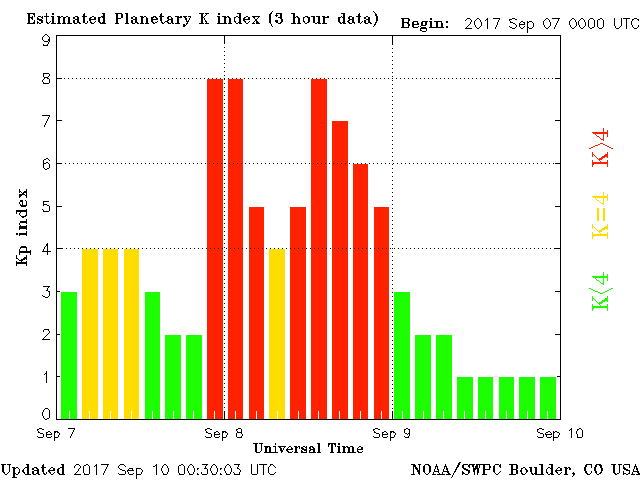 Estimated Planetary K index (3 hour data)
Begin: 2017 Sep 07 0000 UTC
9
8
7
6
5
4
3
2
1
0
Kp index
K<4 K=4 K>4
Sep 7 Sep 8 Sep 9 Sep 10
Universal Time
Updated 2017 Sep 10 00:30:03 UTC
NOAA/SWPC Boulder, CO USA